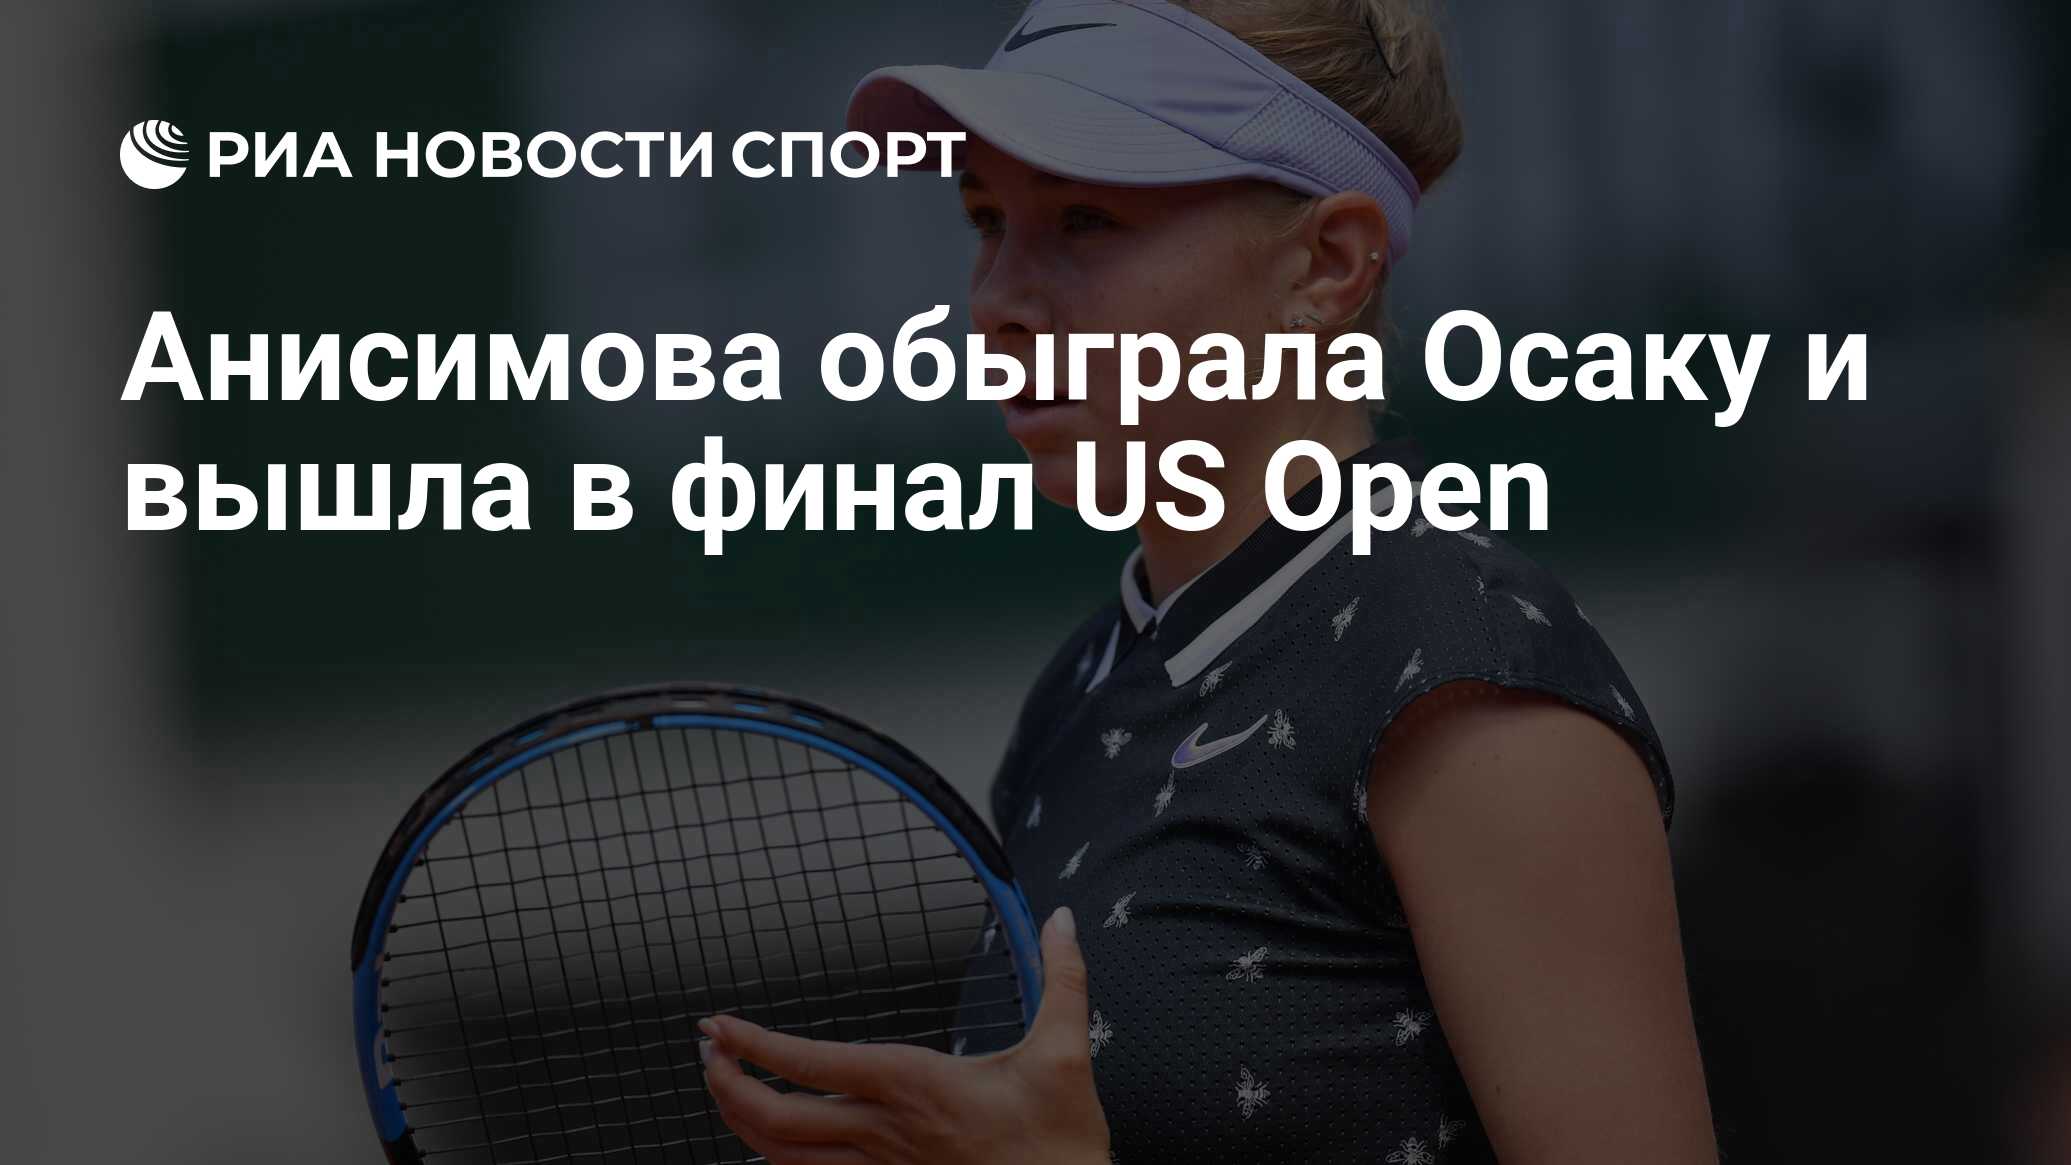 РИА НОВОСТИ СПОРТ
Анисимова обыграла Осаку и
вышла в финал US Open